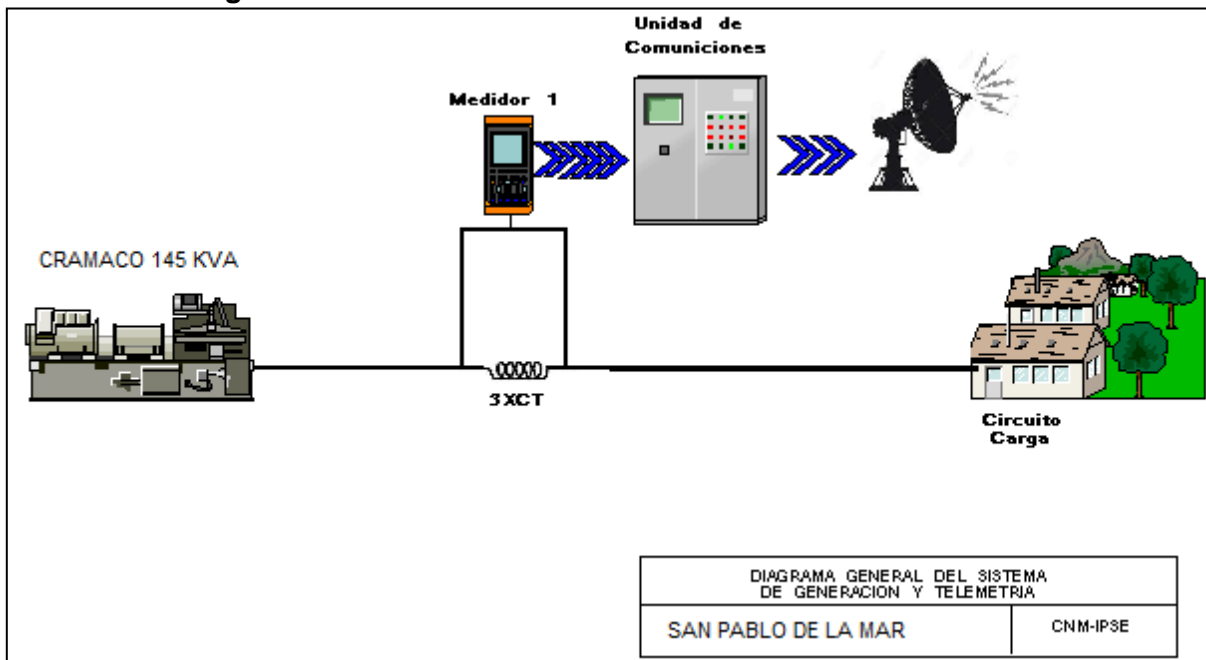 Unidad de
Comuniciones
Medidor 1
CRAMACO 145 KVA
3XCT
Circuito
Carga
DIAGRAMA GENERAL DEL SISTEMA
DE GENERACION Y TELEMETRIA
SAN PABLO DE LA MAR
CNM-IPSE